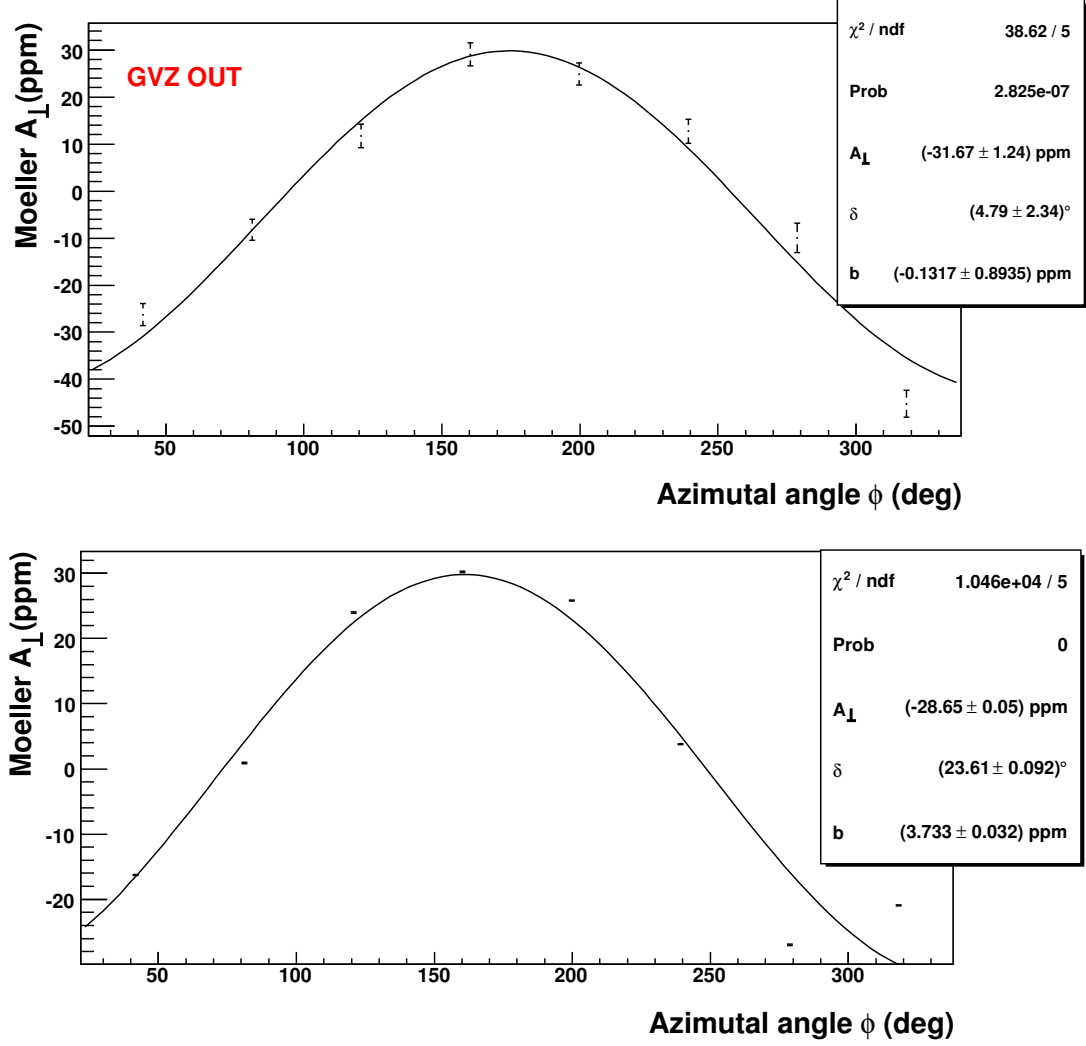 χ² / ndf 38.62 / 5
Prob 2.825e-07
A⊥ (-31.67 ± 1.24) ppm
δ (4.79 ± 2.34)°
b (-0.1317 ± 0.8935) ppm
GVZ OUT
Moeller A⊥(ppm)
30
20
10
0
-10
-20
-30
-40
-50
50 100 150 200 250 300
Azimutal angle ϕ (deg)
χ² / ndf 1.046e+04 / 5
Prob 0
A⊥ (-28.65 ± 0.05) ppm
δ (23.61 ± 0.092)°
b (3.733 ± 0.032) ppm
Moeller A⊥(ppm)
30
20
10
0
-10
-20
50 100 150 200 250 300
Azimutal angle ϕ (deg)